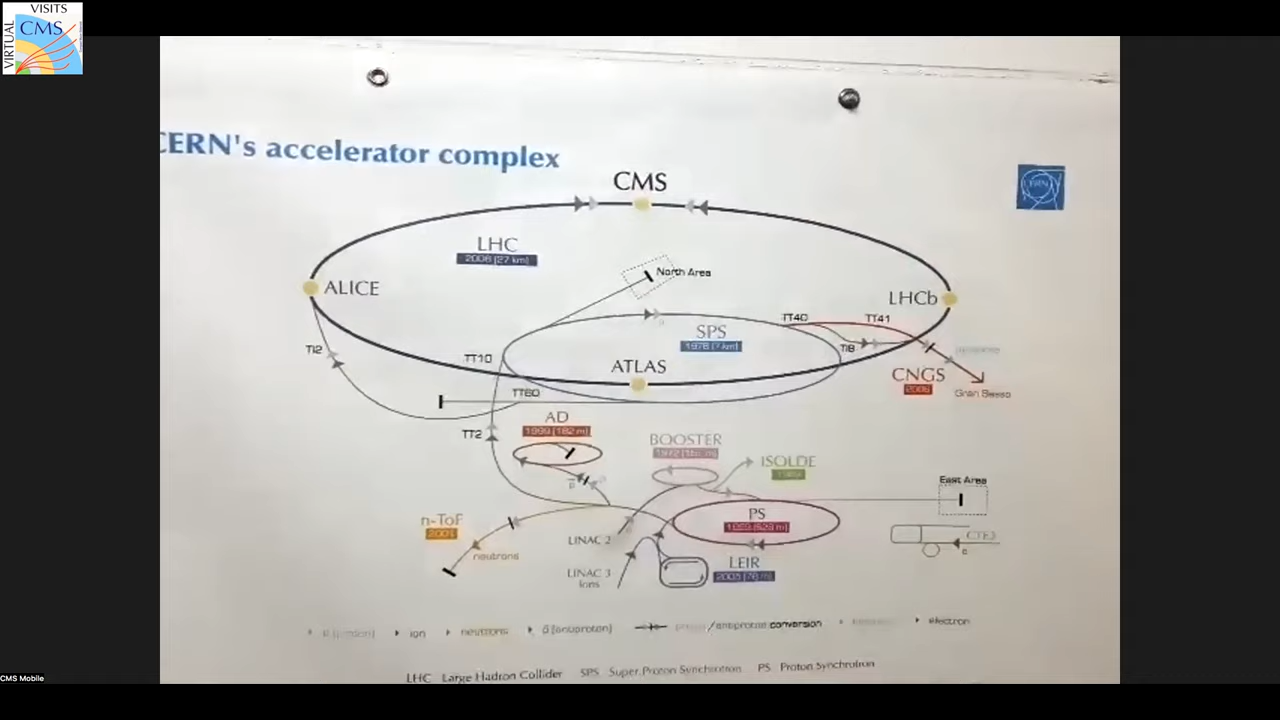 VISITS
VIRTUAL
CMS
CERN's accelerator complex
CERN
CMS
LHC
2008 (27 km)
North Area
ALICE
LHCb
TT40
TT41
SPS
1976 (7 km)
TI8
TI2
TT10
ATLAS
CNGS
2006
Gran Sasso
TT60
AD
1999 (182 m)
TT2
BOOSTER
ISOLDE
East Area
n-ToF
2001
PS
1959 (628 m)
neutrons
LINAC 2
CTF3
e
LEIR
2005 (78 m)
LINAC 3
Ions
ion
neutrons
p̄ (antiproton)
/antiproton conversion
electron
LHC Large Hadron Collider SPS Super Proton Synchrotron PS Proton Synchrotron
CMS Mobile